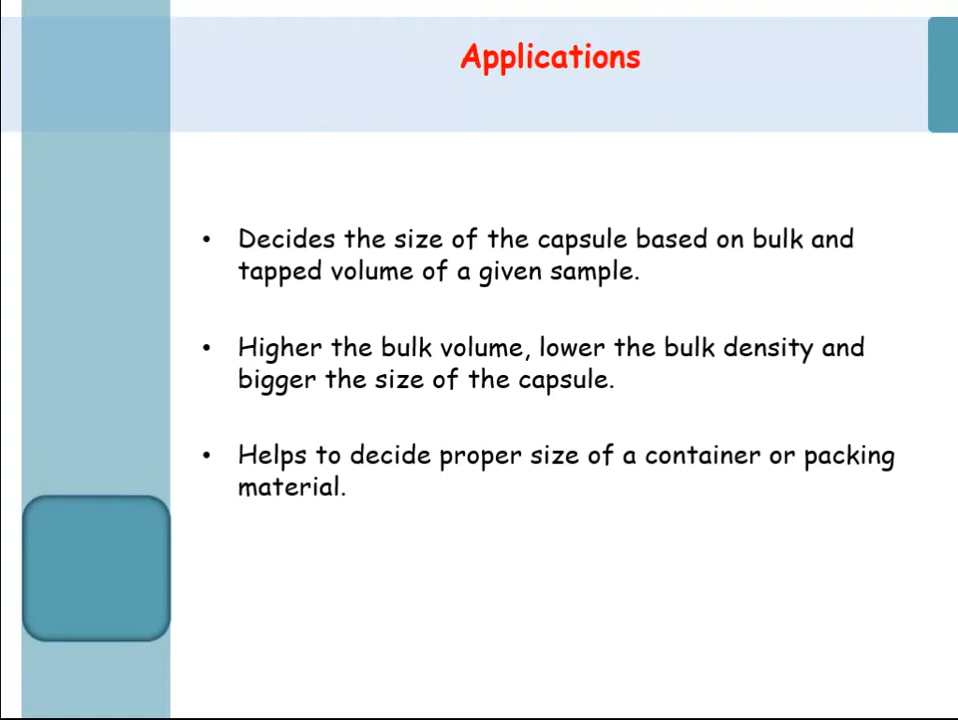 Applications
• Decides the size of the capsule based on bulk and
tapped volume of a given sample.
• Higher the bulk volume, lower the bulk density and
bigger the size of the capsule.
• Helps to decide proper size of a container or packing
material.